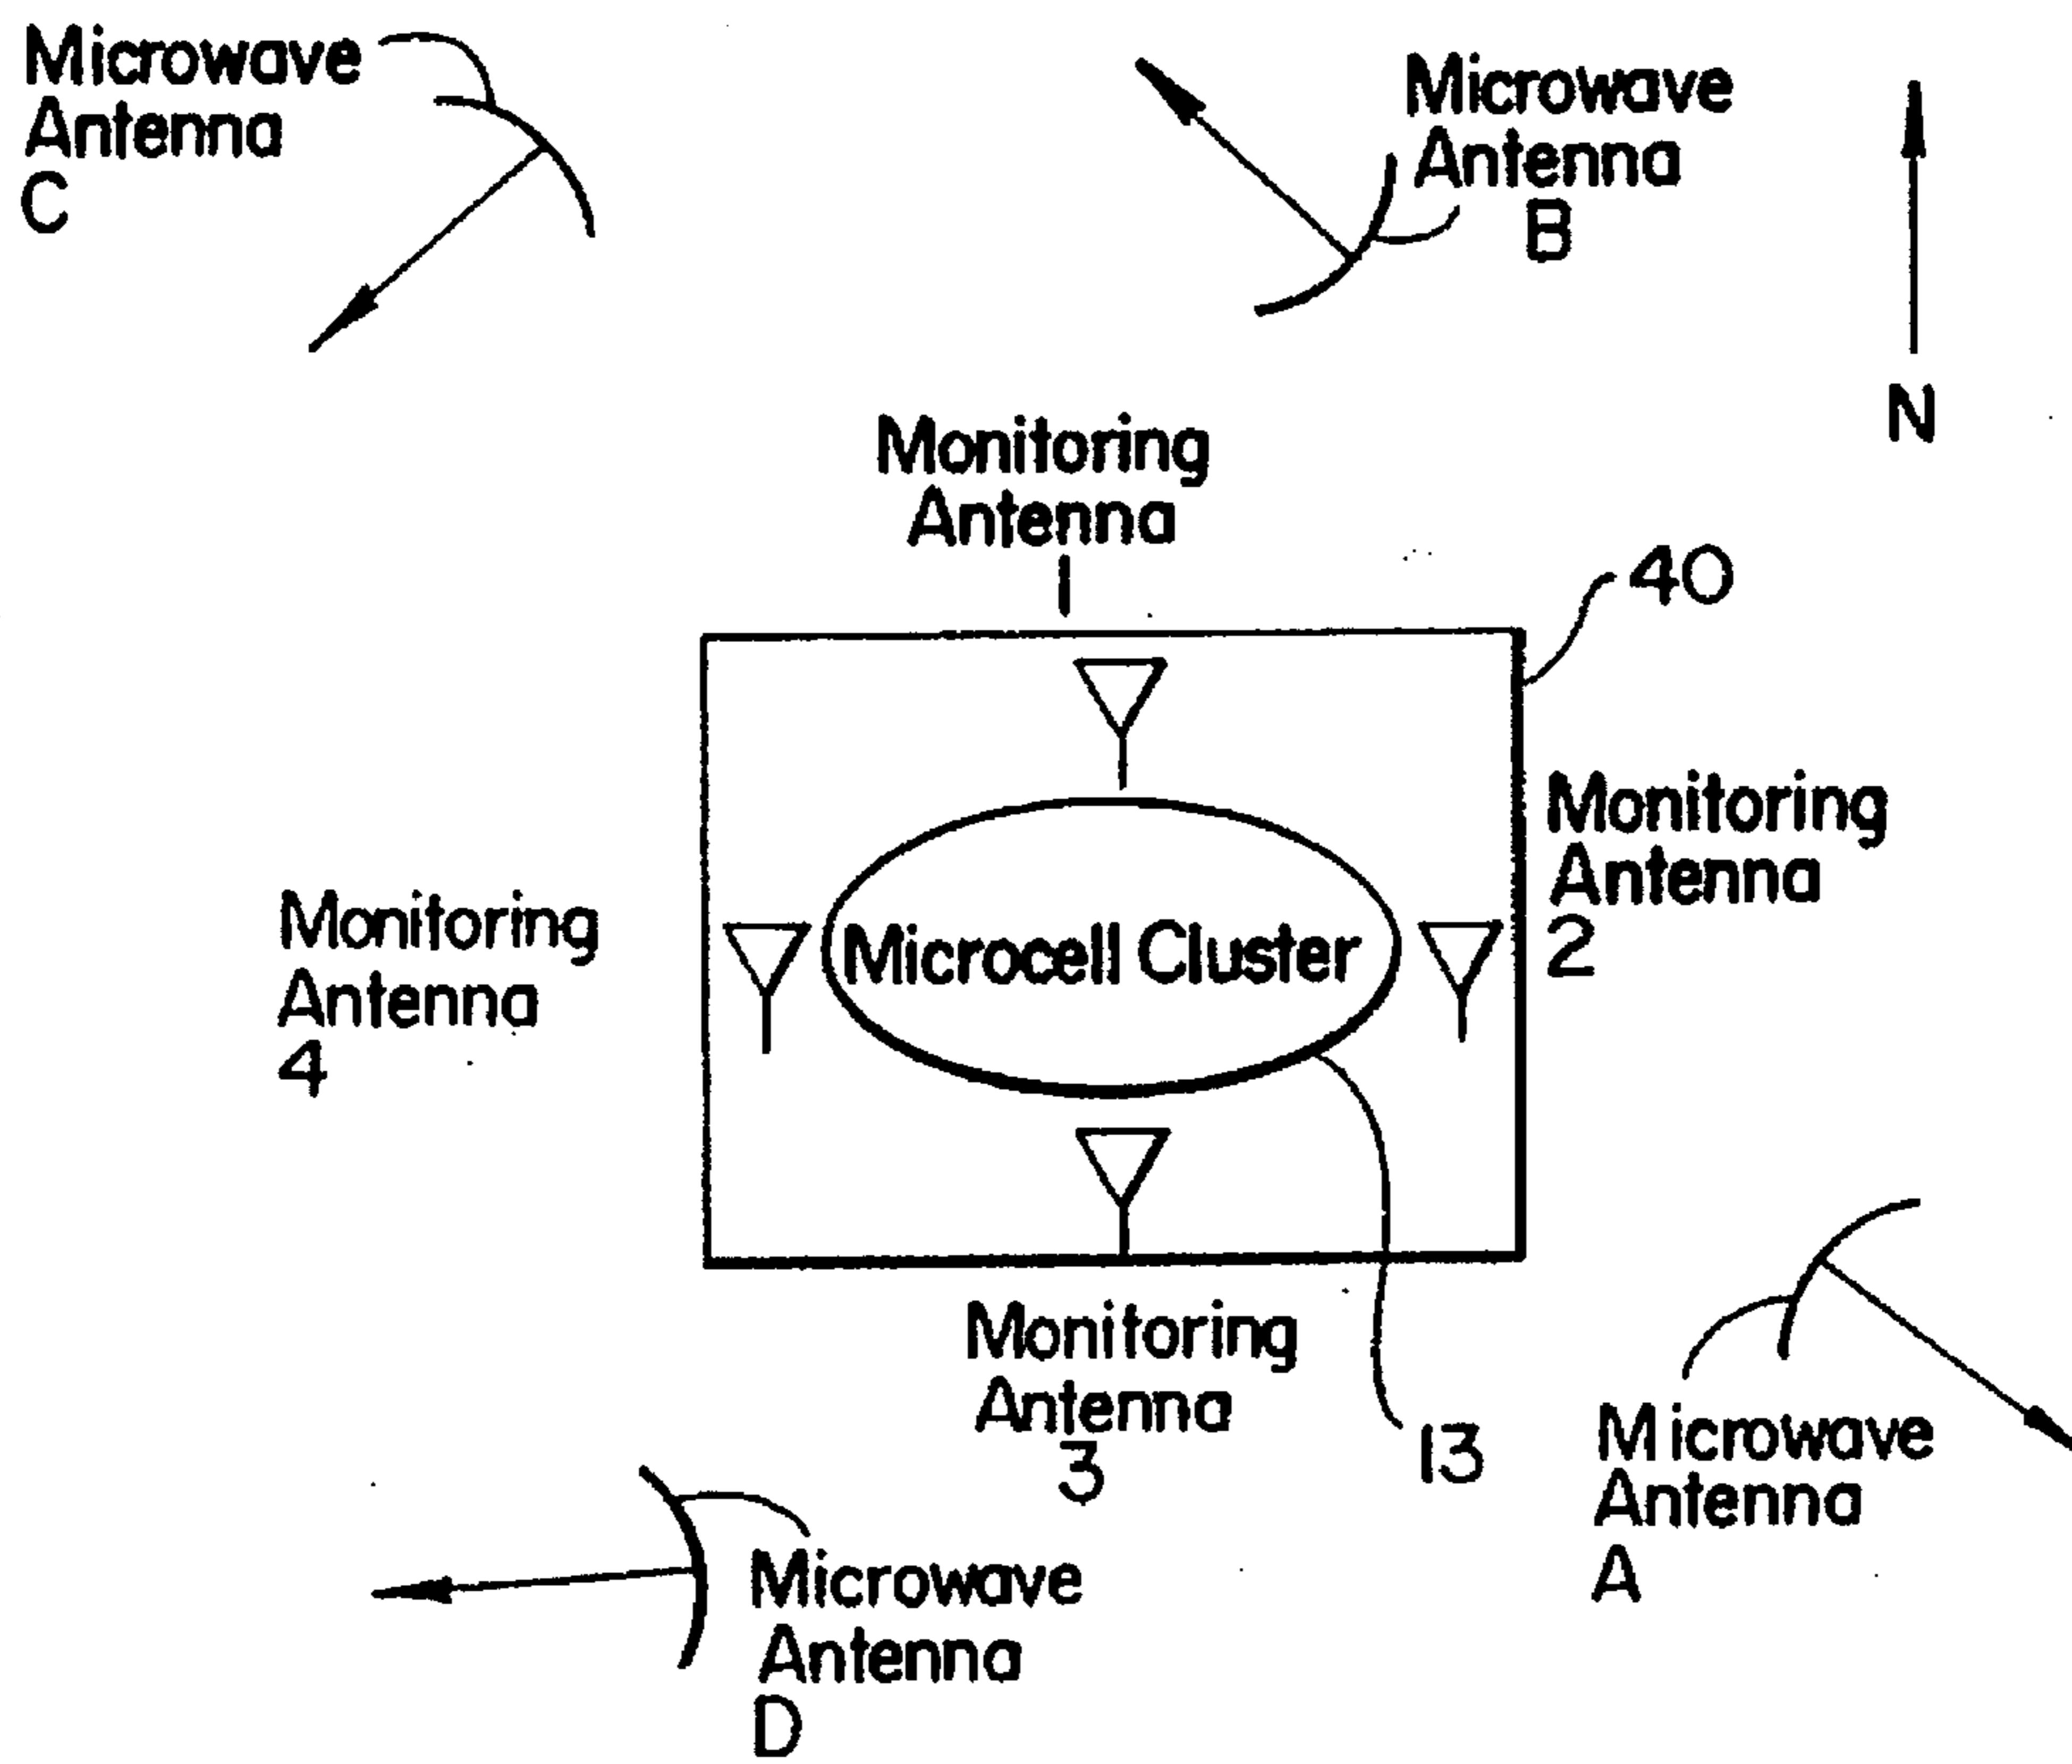 Microwave
Antenna
C
Microwave
Antenna
B
N
Monitoring
Antenna
1
40
Monitoring
Antenna
2
Microcell Cluster
Monitoring
Antenna
4
Monitoring
Antenna
3
13
Microwave
Antenna
A
Microwave
Antenna
D